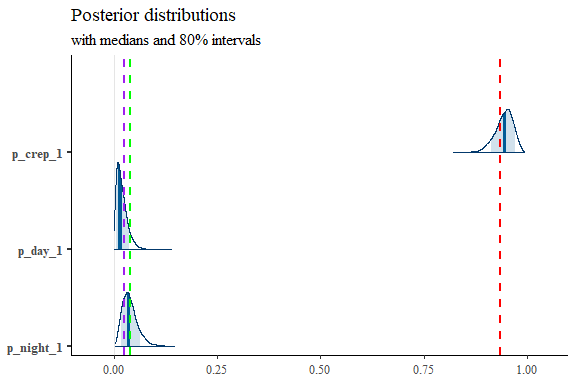 Posterior distributions
with medians and 80% intervals
p_crep_1
p_day_1
p_night_1
0.00 0.25 0.50 0.75 1.00